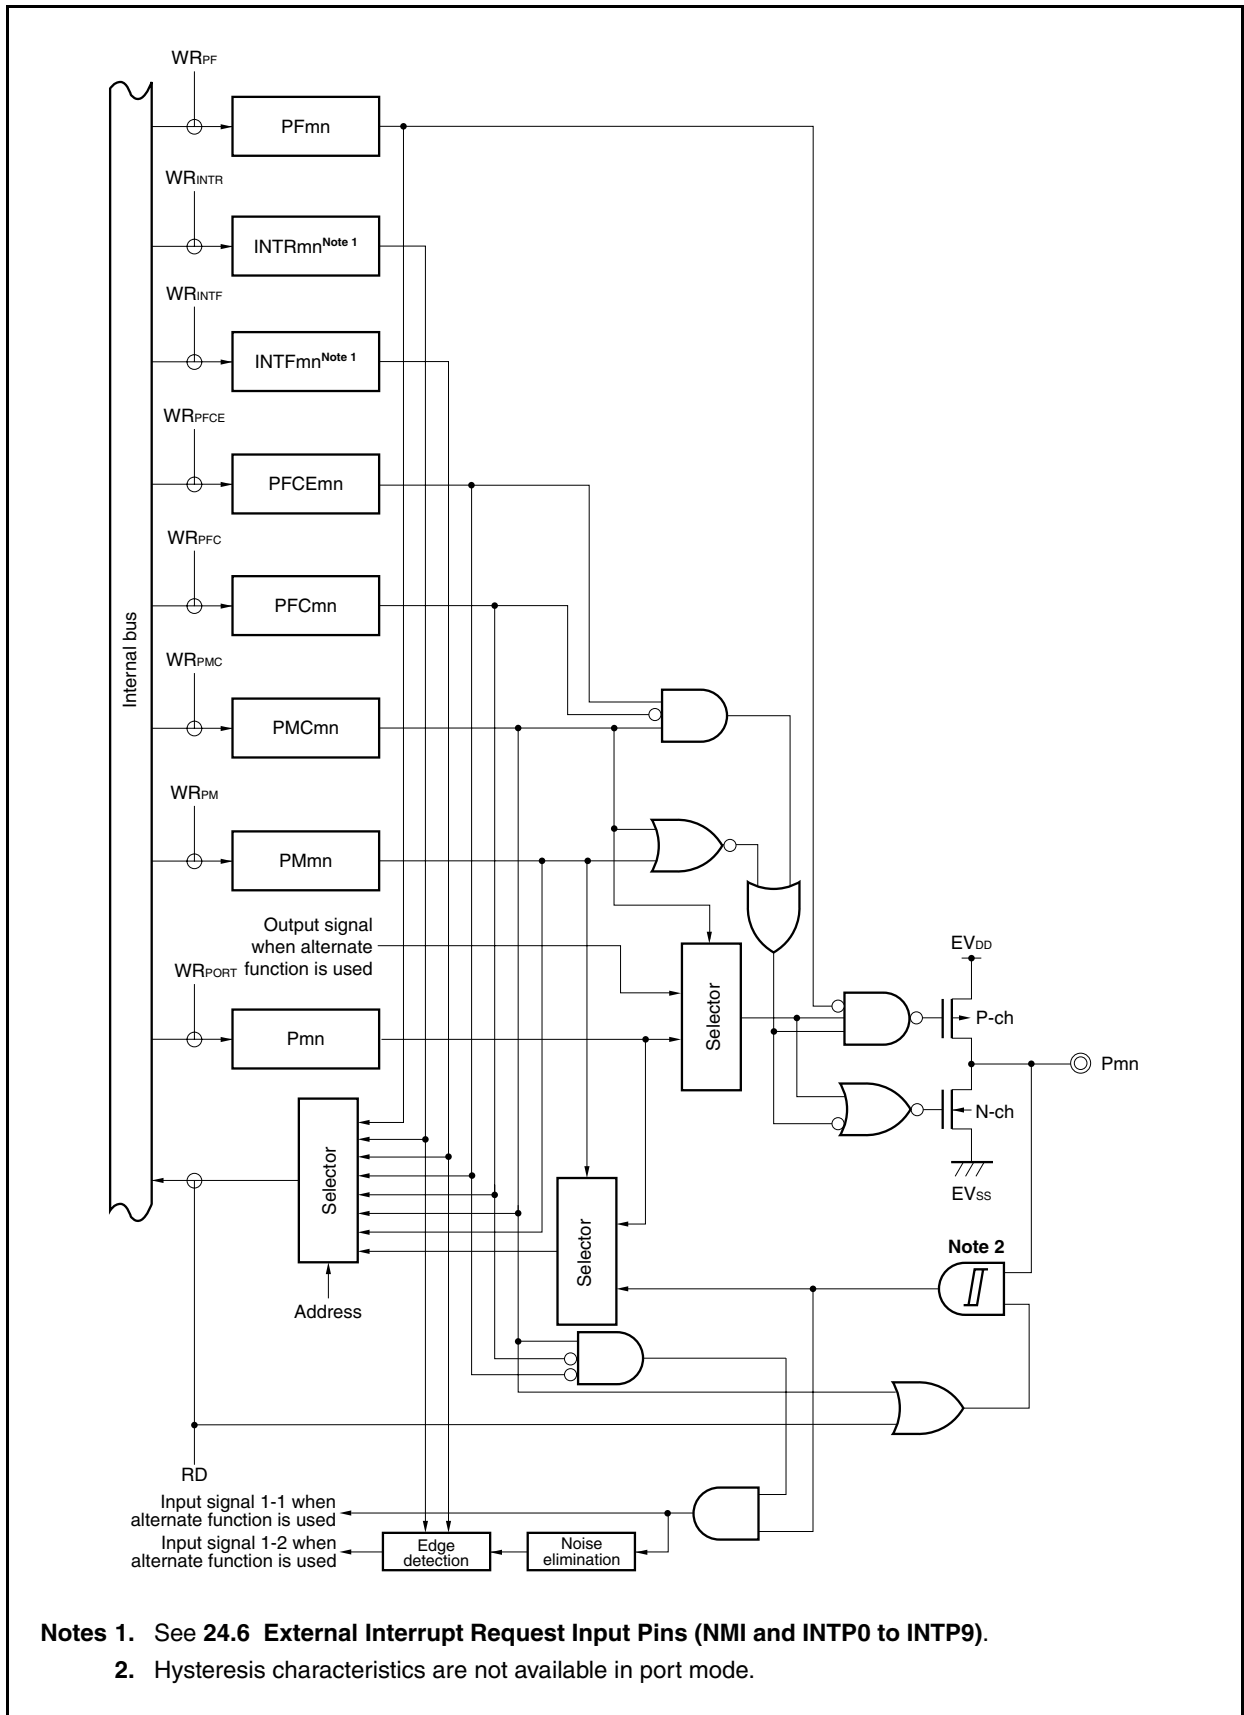 WRPF
PFmn
WRINTR
INTRmnNote 1
WRINTF
INTFmnNote 1
WRPFCE
PFCEmn
WRPFC
PFCmn
Internal bus
WRPMC
PMCmn
WRPM
PMmn
Output signal
when alternate
function is used
WRPORT
Pmn
Selector
EVDD
P-ch
Pmn
N-ch
EVSS
Selector
Selector
Note 2
Address
RD
Input signal 1-1 when
alternate function is used
Input signal 1-2 when
alternate function is used
Edge
detection
Noise
elimination
Notes 1. See 24.6 External Interrupt Request Input Pins (NMI and INTP0 to INTP9).
2. Hysteresis characteristics are not available in port mode.